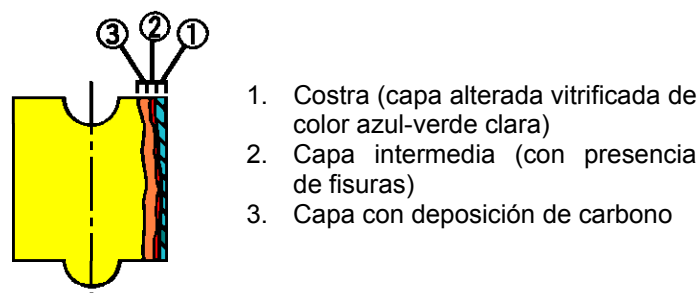 3 2 1
1. Costra (capa alterada vitrificada de
color azul-verde clara)
2. Capa intermedia (con presencia
de fisuras)
3. Capa con deposición de carbono